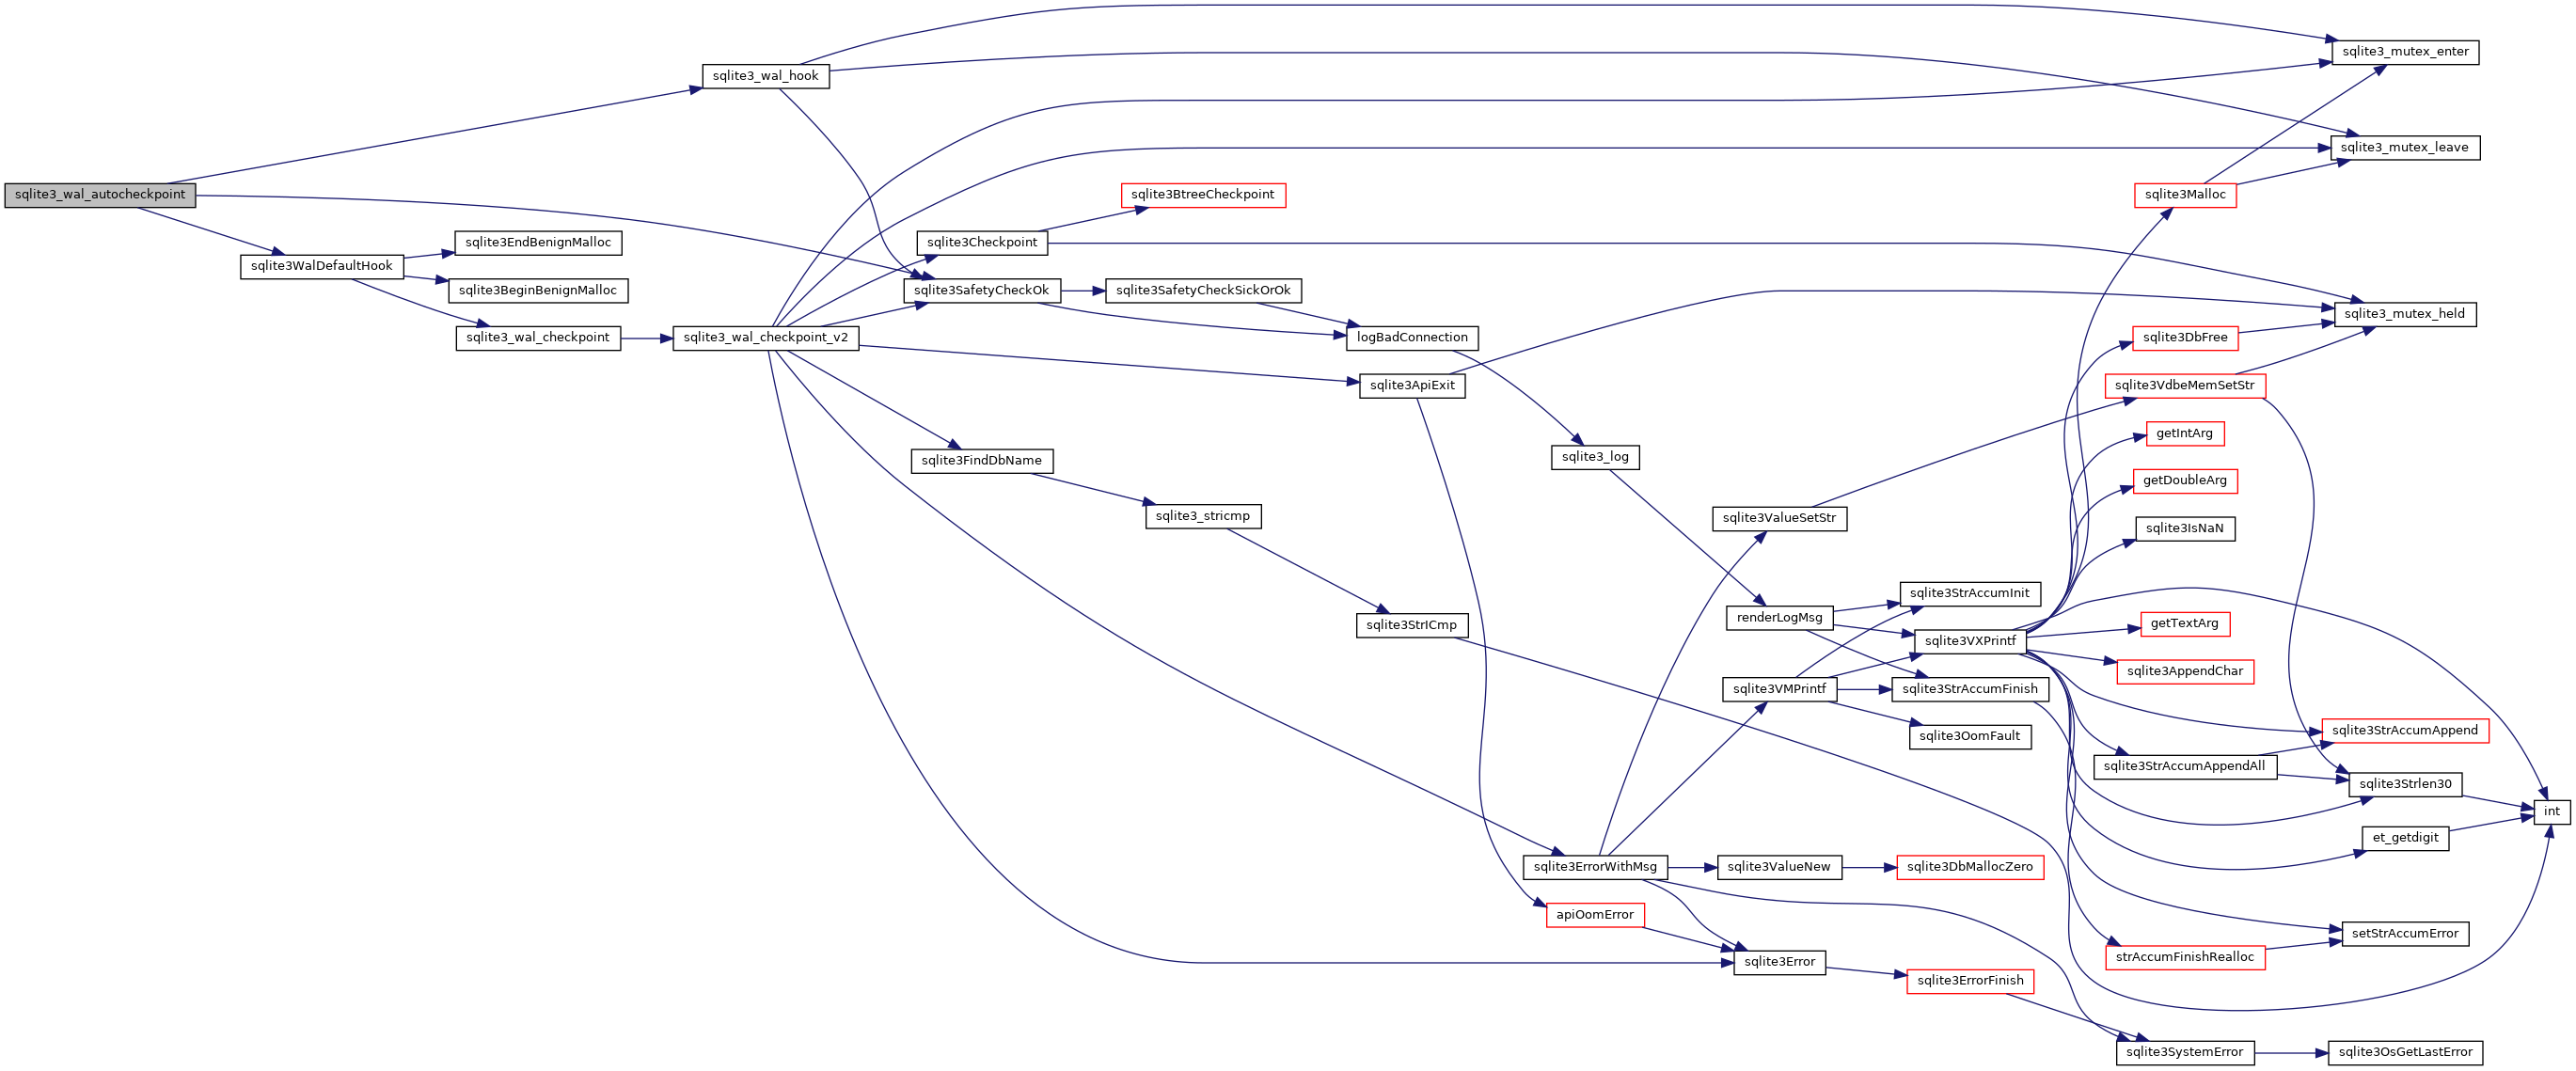 sqlite3_wal_autocheckpoint
sqlite3_wal_hook
sqlite3WalDefaultHook
sqlite3EndBenignMalloc
sqlite3BeginBenignMalloc
sqlite3_wal_checkpoint
sqlite3_wal_checkpoint_v2
sqlite3Checkpoint
sqlite3SafetyCheckOk
sqlite3FindDbName
sqlite3BtreeCheckpoint
sqlite3SafetyCheckSickOrOk
sqlite3_stricmp
logBadConnection
sqlite3ApiExit
sqlite3StrICmp
sqlite3_log
sqlite3ErrorWithMsg
apiOomError
sqlite3ValueSetStr
renderLogMsg
sqlite3VMPrintf
sqlite3ValueNew
sqlite3Error
sqlite3StrAccumInit
sqlite3VXPrintf
sqlite3StrAccumFinish
sqlite3OomFault
sqlite3DbMallocZero
sqlite3ErrorFinish
sqlite3Malloc
sqlite3DbFree
sqlite3VdbeMemSetStr
getIntArg
getDoubleArg
sqlite3IsNaN
getTextArg
sqlite3AppendChar
sqlite3StrAccumAppendAll
strAccumFinishRealloc
sqlite3SystemError
sqlite3_mutex_enter
sqlite3_mutex_leave
sqlite3_mutex_held
sqlite3StrAccumAppend
sqlite3Strlen30
et_getdigit
setStrAccumError
sqlite3OsGetLastError
int